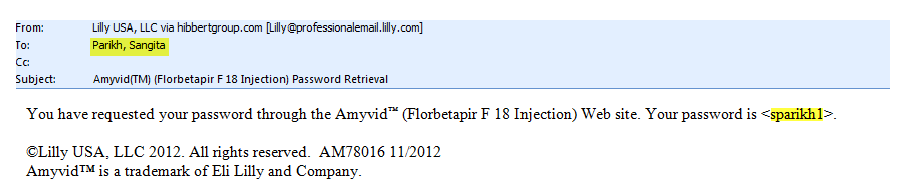 From: Lilly USA, LLC via hibbertgroup.com [Lilly@professionalemail.lilly.com]
To: Parikh, Sangita
Cc:
Subject: Amyvid(TM) (Florbetapir F 18 Injection) Password Retrieval
You have requested your password through the Amyvid™ (Florbetapir F 18 Injection) Web site. Your password is <sparikh1>.
©Lilly USA, LLC 2012. All rights reserved. AM78016 11/2012
Amyvid™ is a trademark of Eli Lilly and Company.